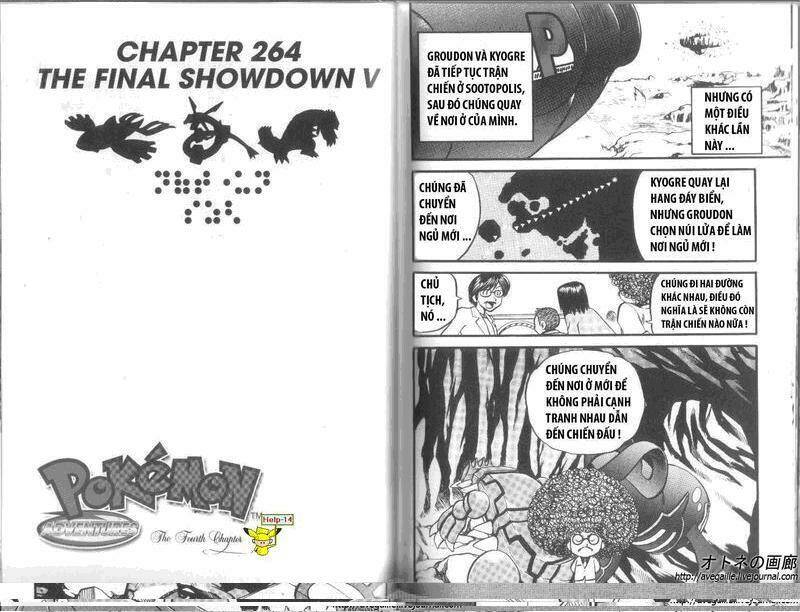 CHAPTER 264
THE FINAL SHOWDOWN V
POKéMON
ADVENTURES
TM
The Fourth Chapter
Help-14
P
GROUDON VÀ KYOGRE
ĐÃ TIẾP TỤC TRẬN
CHIẾN Ở SOOTOPOLIS,
SAU ĐÓ CHÚNG QUAY
VỀ NƠI Ở CỦA MÌNH.
NHƯNG CÓ
MỘT ĐIỀU
KHÁC LẦN
NÀY ...
CHÚNG ĐÃ
CHUYỂN
ĐẾN NƠI
NGỦ MỚI ...
KYOGRE QUAY LẠI
HANG ĐÁY BIỂN,
NHƯNG GROUDON
CHỌN NÚI LỬA ĐỂ LÀM
NƠI NGỦ MỚI !
CHỦ
TỊCH,
NÓ ...
CHÚNG ĐI HAI ĐƯỜNG
KHÁC NHAU, ĐIỀU ĐÓ
NGHĨA LÀ SẼ KHÔNG CÒN
TRẬN CHIẾN NÀO NỮA !
CHÚNG CHUYỂN
ĐẾN NƠI Ở MỚI ĐỂ
KHÔNG PHẢI CẠNH
TRANH NHAU DẪN
ĐẾN CHIẾN ĐẤU !
オトネの画廊
http://avegaille.livejournal.com
http://avegaille.livejournal.com